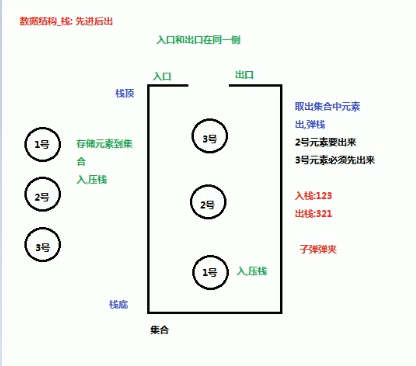 数据结构_栈: 先进后出
入口和出口在同一侧
入口
出口
栈顶
1号
2号
3号
存储元素到集
合
入,压栈
3号
2号
1号
入,压栈
取出集合中元素
出,弹栈
2号元素要出来
3号元素必须先出来
入栈:123
出栈:321
子弹弹夹
栈底
集合